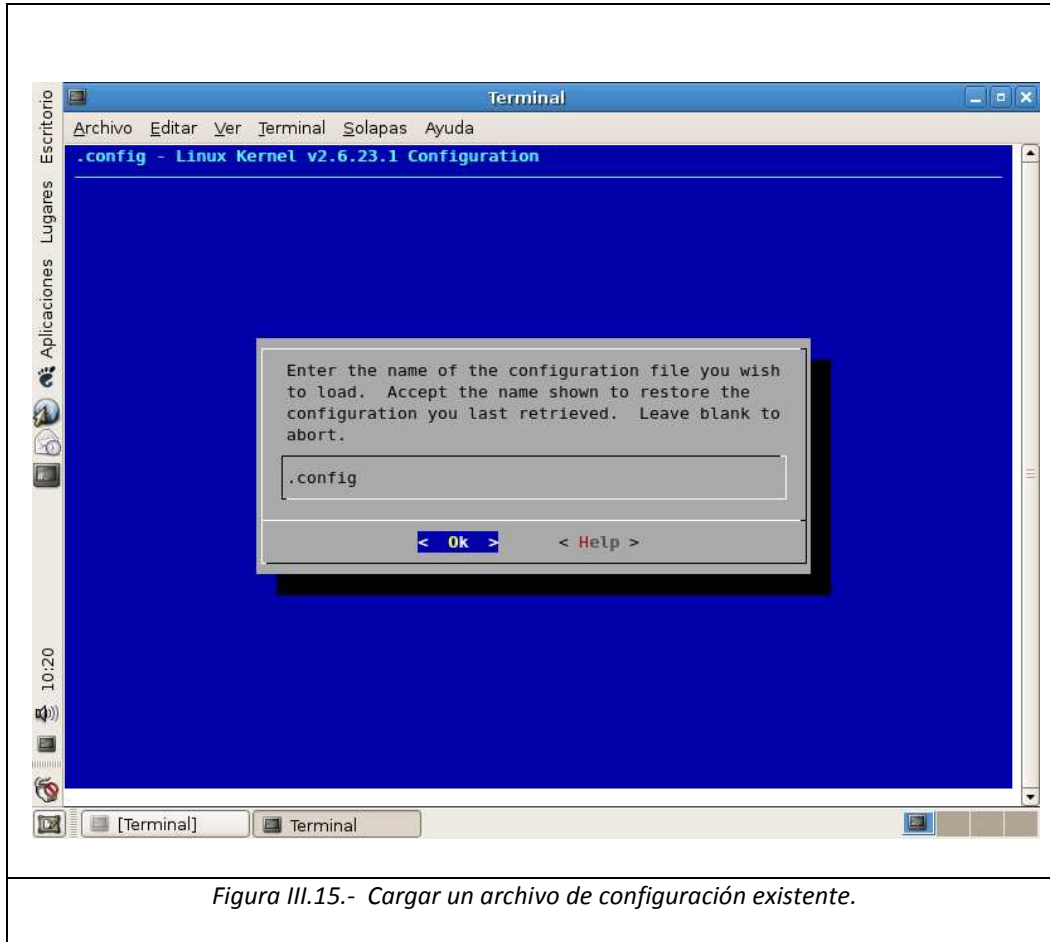 Terminal
Archivo Editar Ver Terminal Solapas Ayuda
.config - Linux Kernel v2.6.23.1 Configuration
Enter the name of the configuration file you wish
to load.  Accept the name shown to restore the
configuration you last retrieved.  Leave blank to
abort.
.config
<  Ok  > < Help >
Aplicaciones Lugares Escritorio
10:20
[Terminal] Terminal
Figura III.15.-  Cargar un archivo de configuración existente.